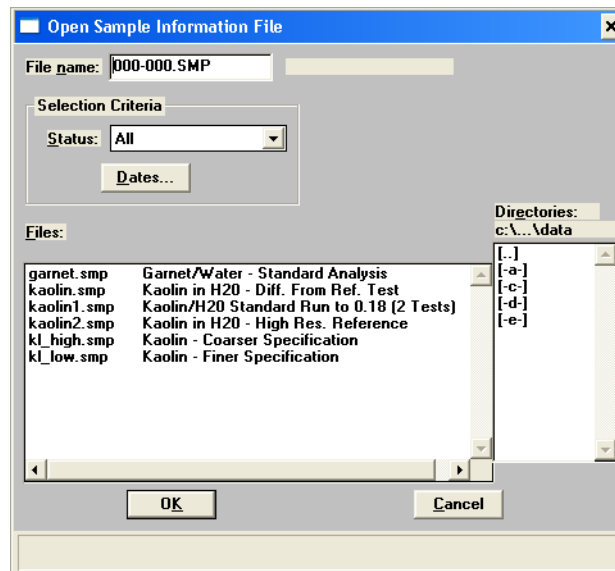 Open Sample Information File
File name: 000-000.SMP
Selection Criteria
Status: All
Dates...
Directories:
c:\...\data
Files:
[..]
[-a-]
[-c-]
[-d-]
[-e-]
garnet.smp Garnet/Water - Standard Analysis
kaolin.smp Kaolin in H20 - Diff. From Ref. Test
kaolin1.smp Kaolin/H20 Standard Run to 0.18 (2 Tests)
kaolin2.smp Kaolin in H20 - High Res. Reference
kl_high.smp Kaolin - Coarser Specification
kl_low.smp Kaolin - Finer Specification
OK
Cancel